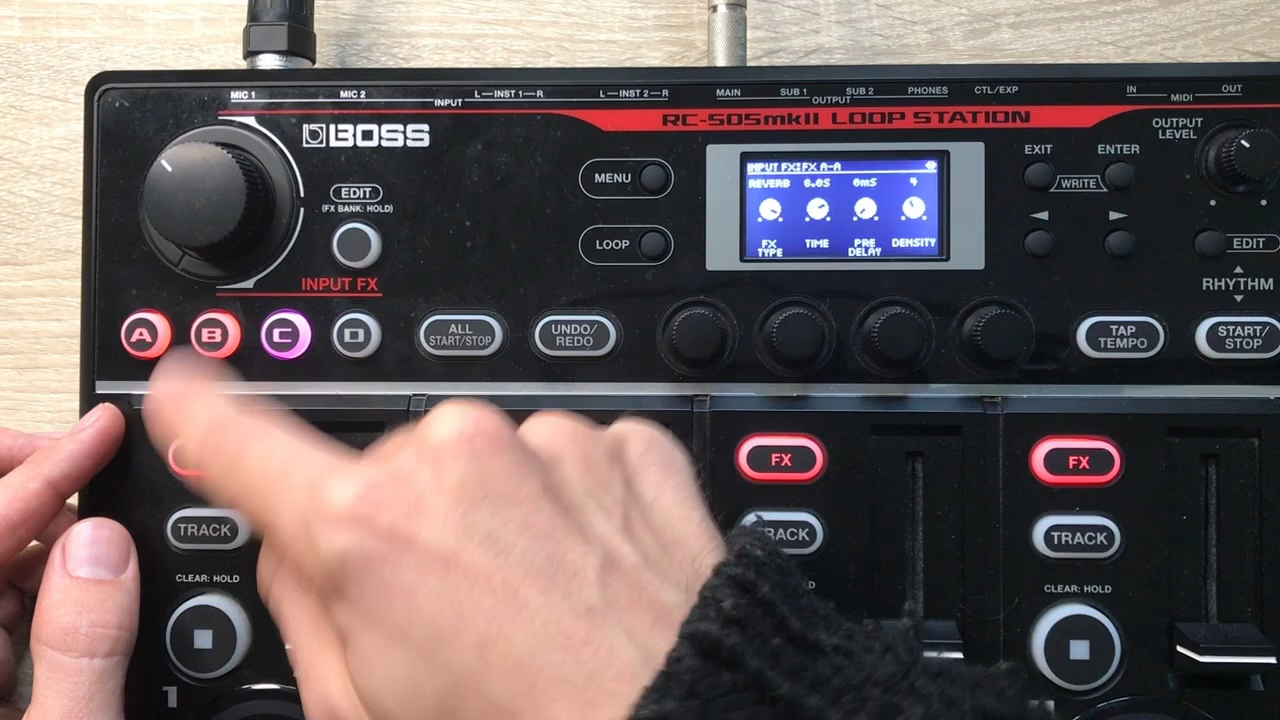 MIC 1 MIC 2 L—INST 1—R L—INST 2—R MAIN SUB 1 SUB 2 PHONES CTL/EXP IN OUT
INPUT OUTPUT MIDI
BOSS
RC-505mkII LOOP STATION
OUTPUT
LEVEL
EDIT
(FX BANK: HOLD)
MENU
LOOP
INPUT FX:FX A-A
REVERB 0.0S 0mS 4
FX
TYPE
TIME
PRE
DELAY
DENSITY
EXIT ENTER
WRITE
EDIT
RHYTHM
INPUT FX
A B C D
ALL
START/STOP
UNDO/
REDO
TAP
TEMPO
START/
STOP
FX FX
TRACK TRACK
CLEAR: HOLD CLEAR: HOLD
1